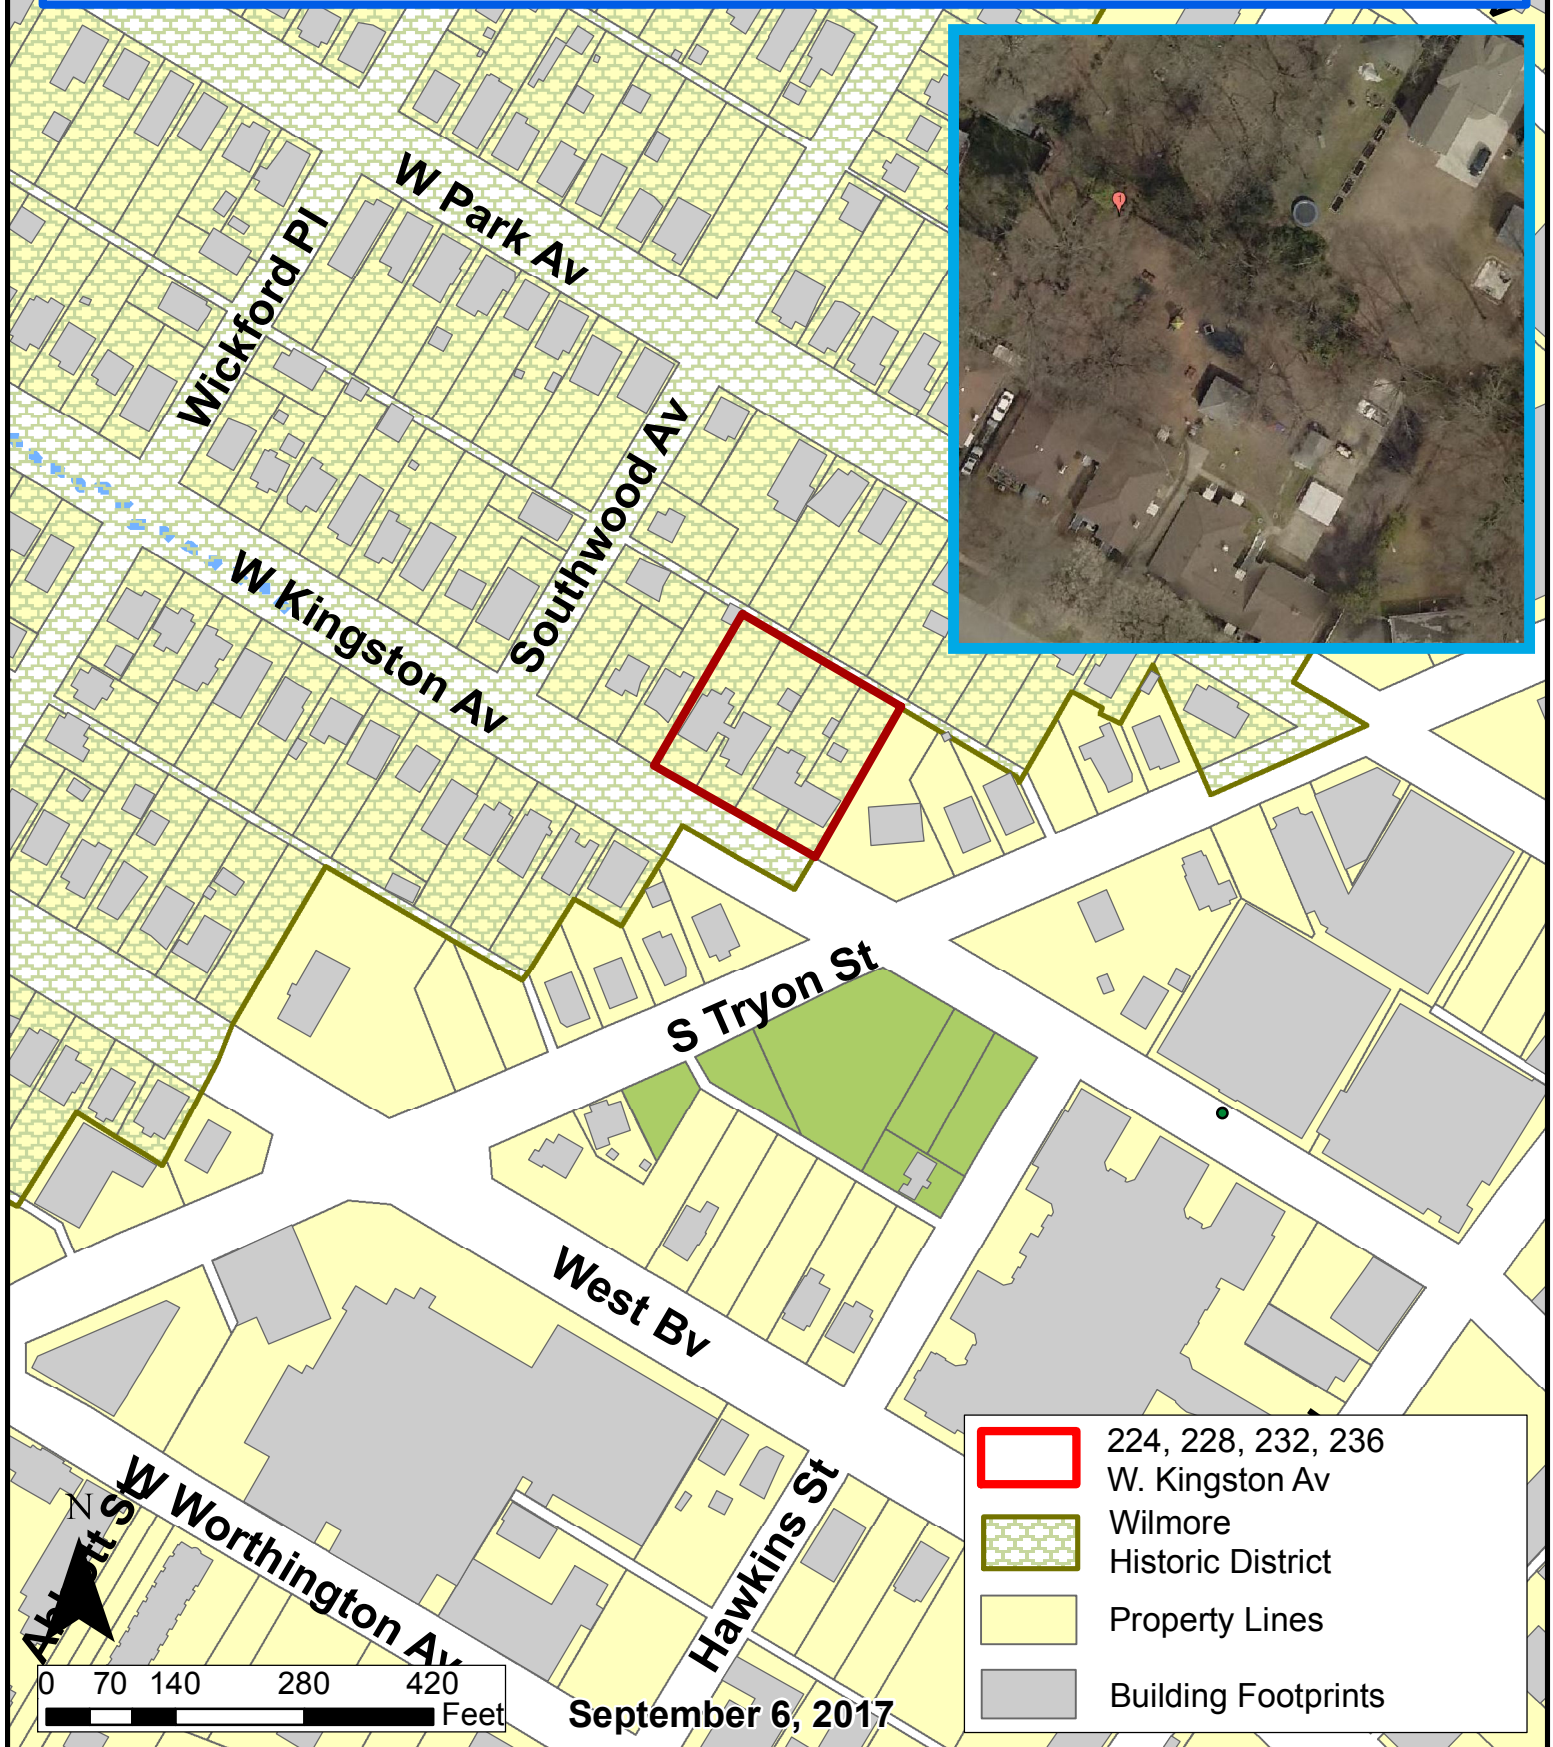 W Park Av
Wickford Pl
Southwood Av
W Kingston Av
S Tryon St
West Bv
W Worthington Av
Hawkins St
N
0 70 140 280 420
Feet
September 6, 2017
224, 228, 232, 236
W. Kingston Av
Wilmore
Historic District
Property Lines
Building Footprints